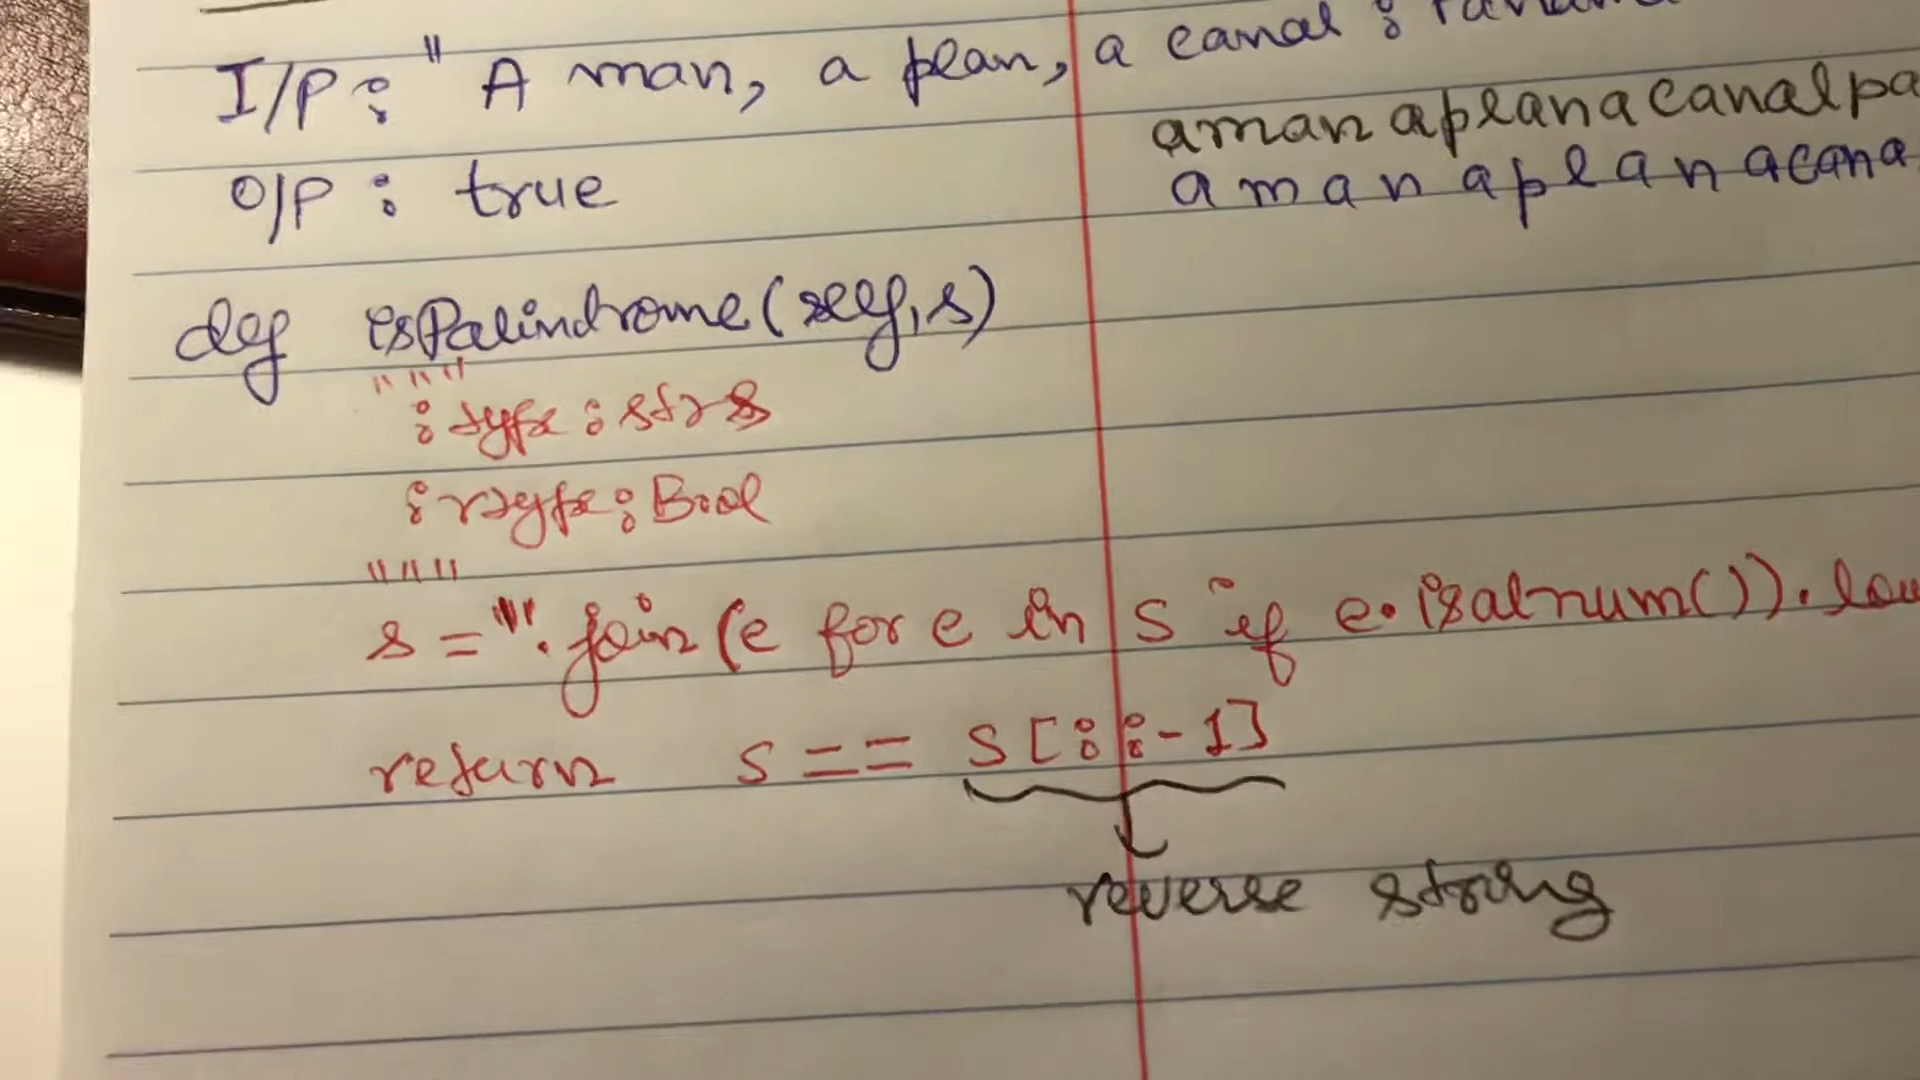 I/P : " A man, a plan, a canal :
O/P : true
amanaplanacanalpa
amanaplanacana
def isPalindrome(self, s)
"""
: type : str s
: rtype : Bool
""""
s = "". join (e for e in s if e. isalnum()). low
return s == s[::-1]
reverse string